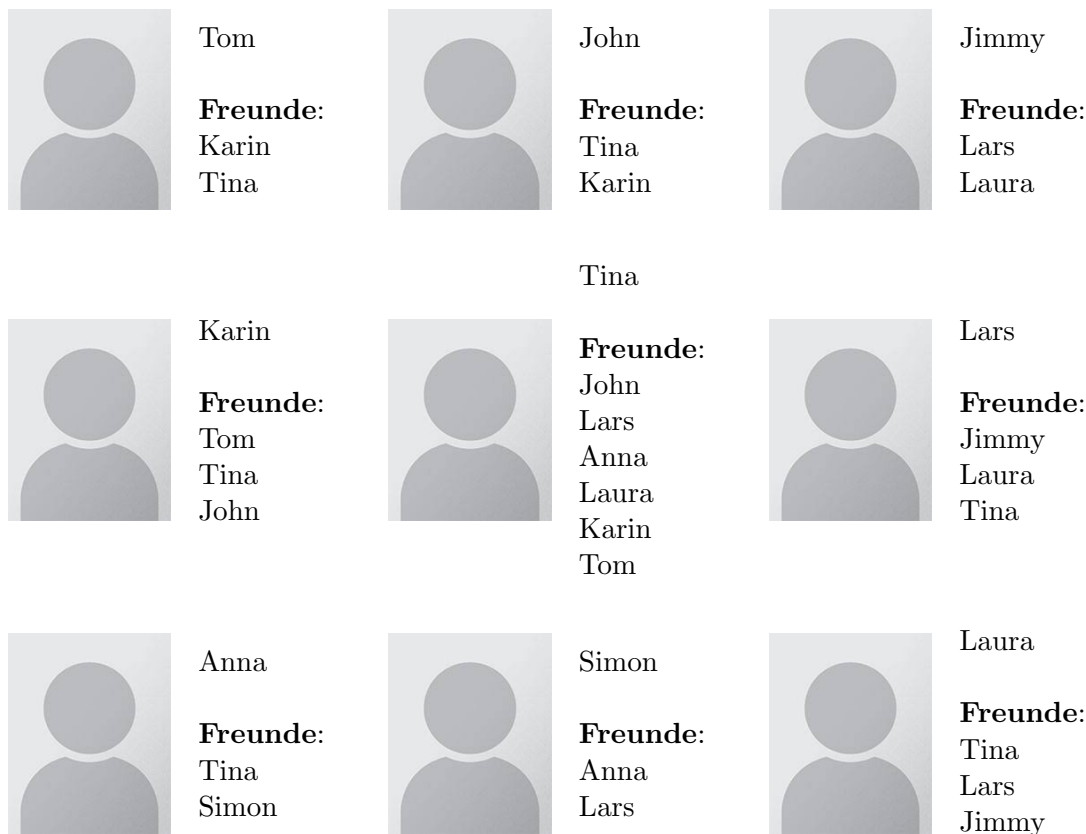 Tom
Freunde:
Karin
Tina
John
Freunde:
Tina
Karin
Jimmy
Freunde:
Lars
Laura
Karin
Freunde:
Tom
Tina
John
Tina
Freunde:
John
Lars
Anna
Laura
Karin
Tom
Lars
Freunde:
Jimmy
Laura
Tina
Anna
Freunde:
Tina
Simon
Simon
Freunde:
Anna
Lars
Laura
Freunde:
Tina
Lars
Jimmy